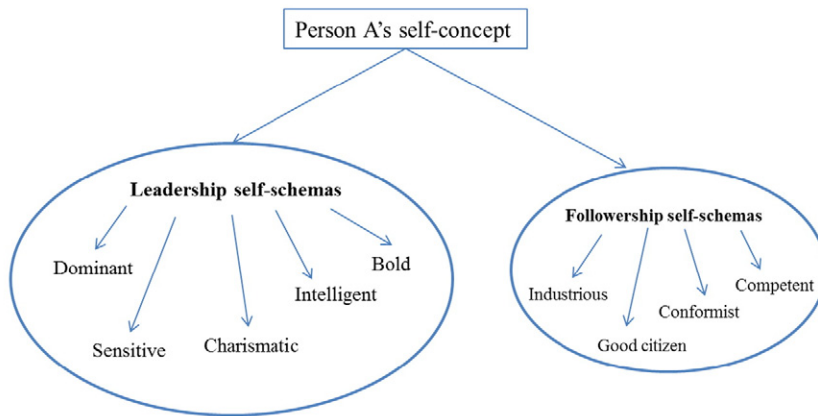 Person A's self-concept
Leadership self-schemas
Dominant
Sensitive
Charismatic
Intelligent
Bold
Followership self-schemas
Industrious
Good citizen
Conformist
Competent